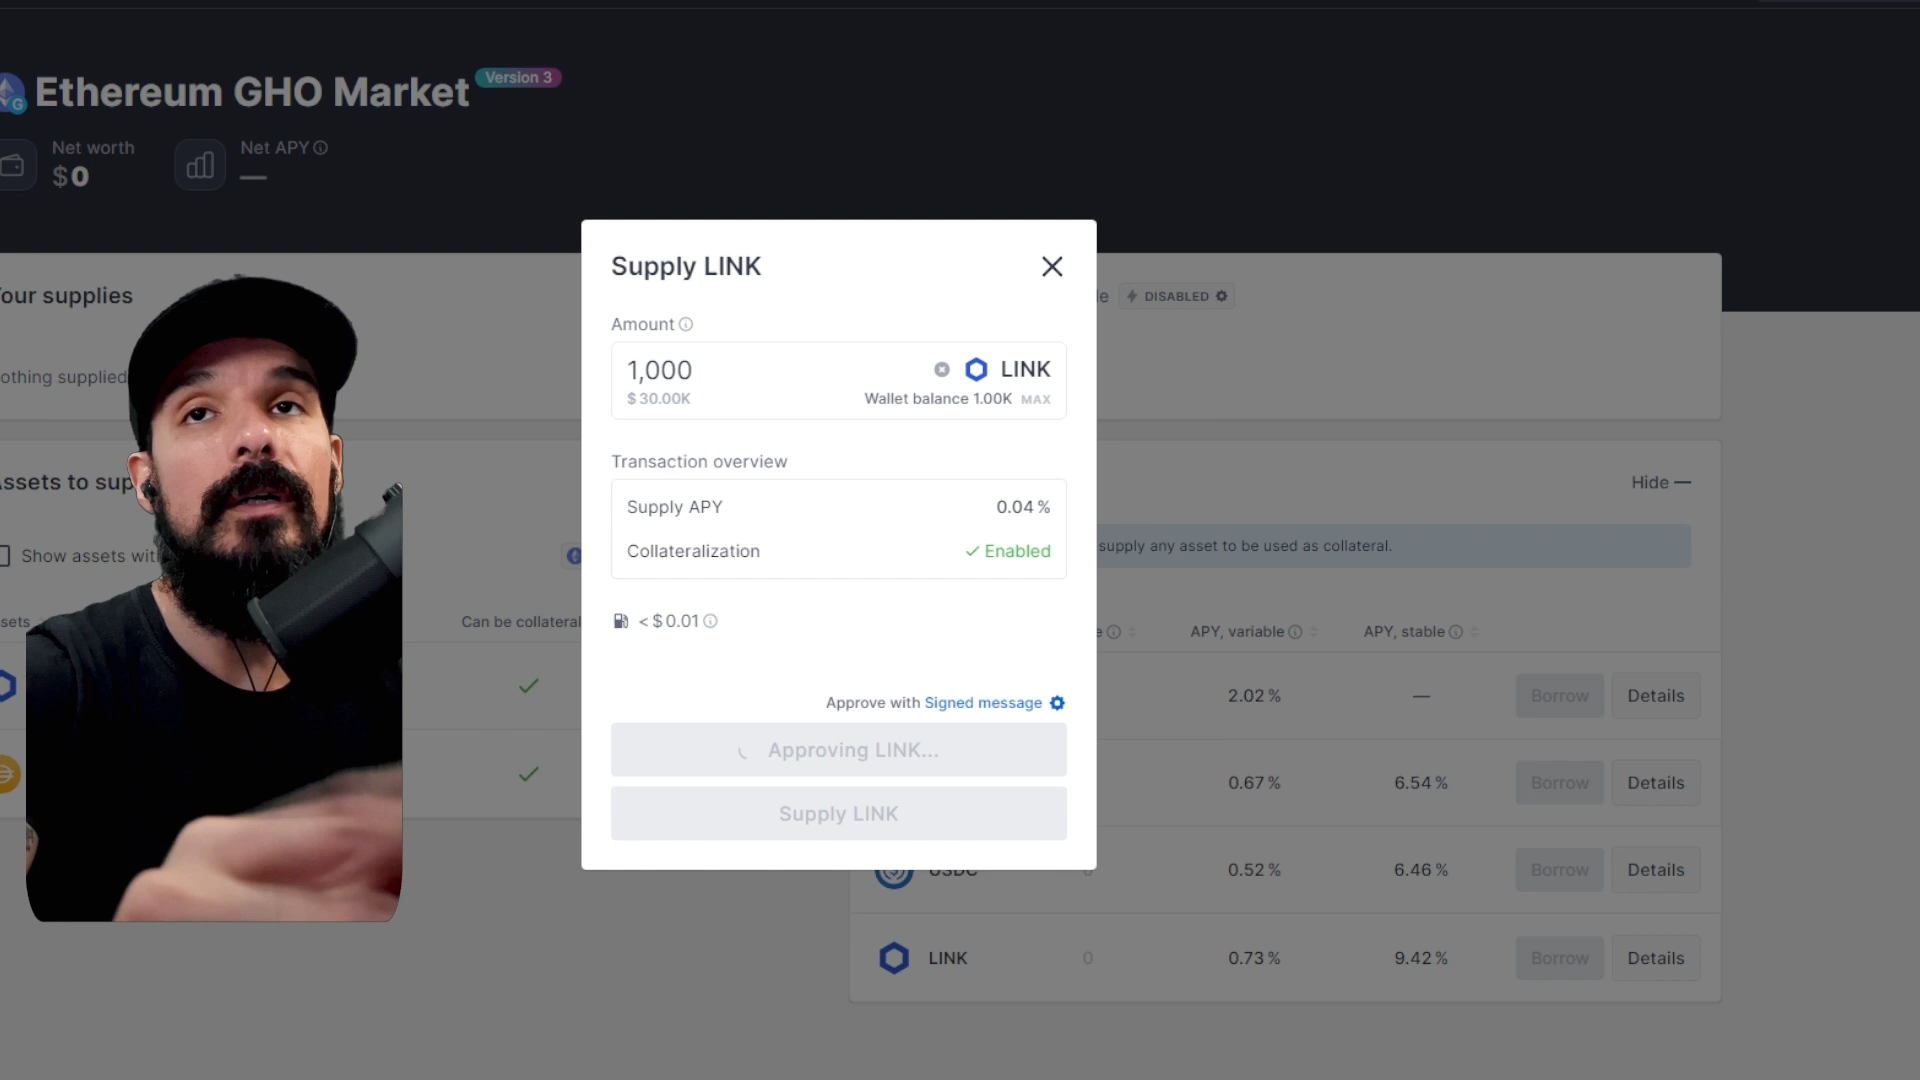 Ethereum GHO Market
Version 3
Net worth
$0
Net APY
—
our supplies
othing supplied
DISABLED
Supply LINK
Amount
1,000
LINK
$30.00K
Wallet balance 1.00K MAX
Transaction overview
Supply APY 0.04%
Collateralization Enabled
< $0.01
Approve with Signed message
Approving LINK...
Supply LINK
ssets to sup
Show assets wit
sets
Can be collateral
Hide —
supply any asset to be used as collateral.
APY, variable APY, stable
2.02% — Borrow Details
0.67% 6.54% Borrow Details
USDC 0 0.52% 6.46% Borrow Details
LINK 0 0.73% 9.42% Borrow Details